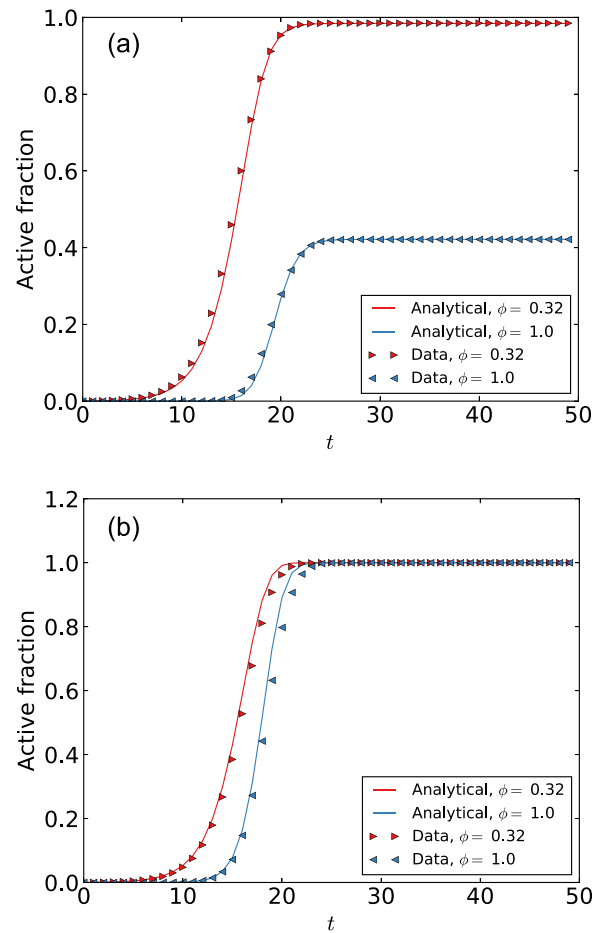 (a)
Active fraction
1.0
0.8
0.6
0.4
0.2
0.0
0 10 20 30 40 50
t
Analytical, ϕ = 0.32
Analytical, ϕ = 1.0
Data, ϕ = 0.32
Data, ϕ = 1.0
(b)
Active fraction
1.2
1.0
0.8
0.6
0.4
0.2
0.0
0 10 20 30 40 50
t
Analytical, ϕ = 0.32
Analytical, ϕ = 1.0
Data, ϕ = 0.32
Data, ϕ = 1.0